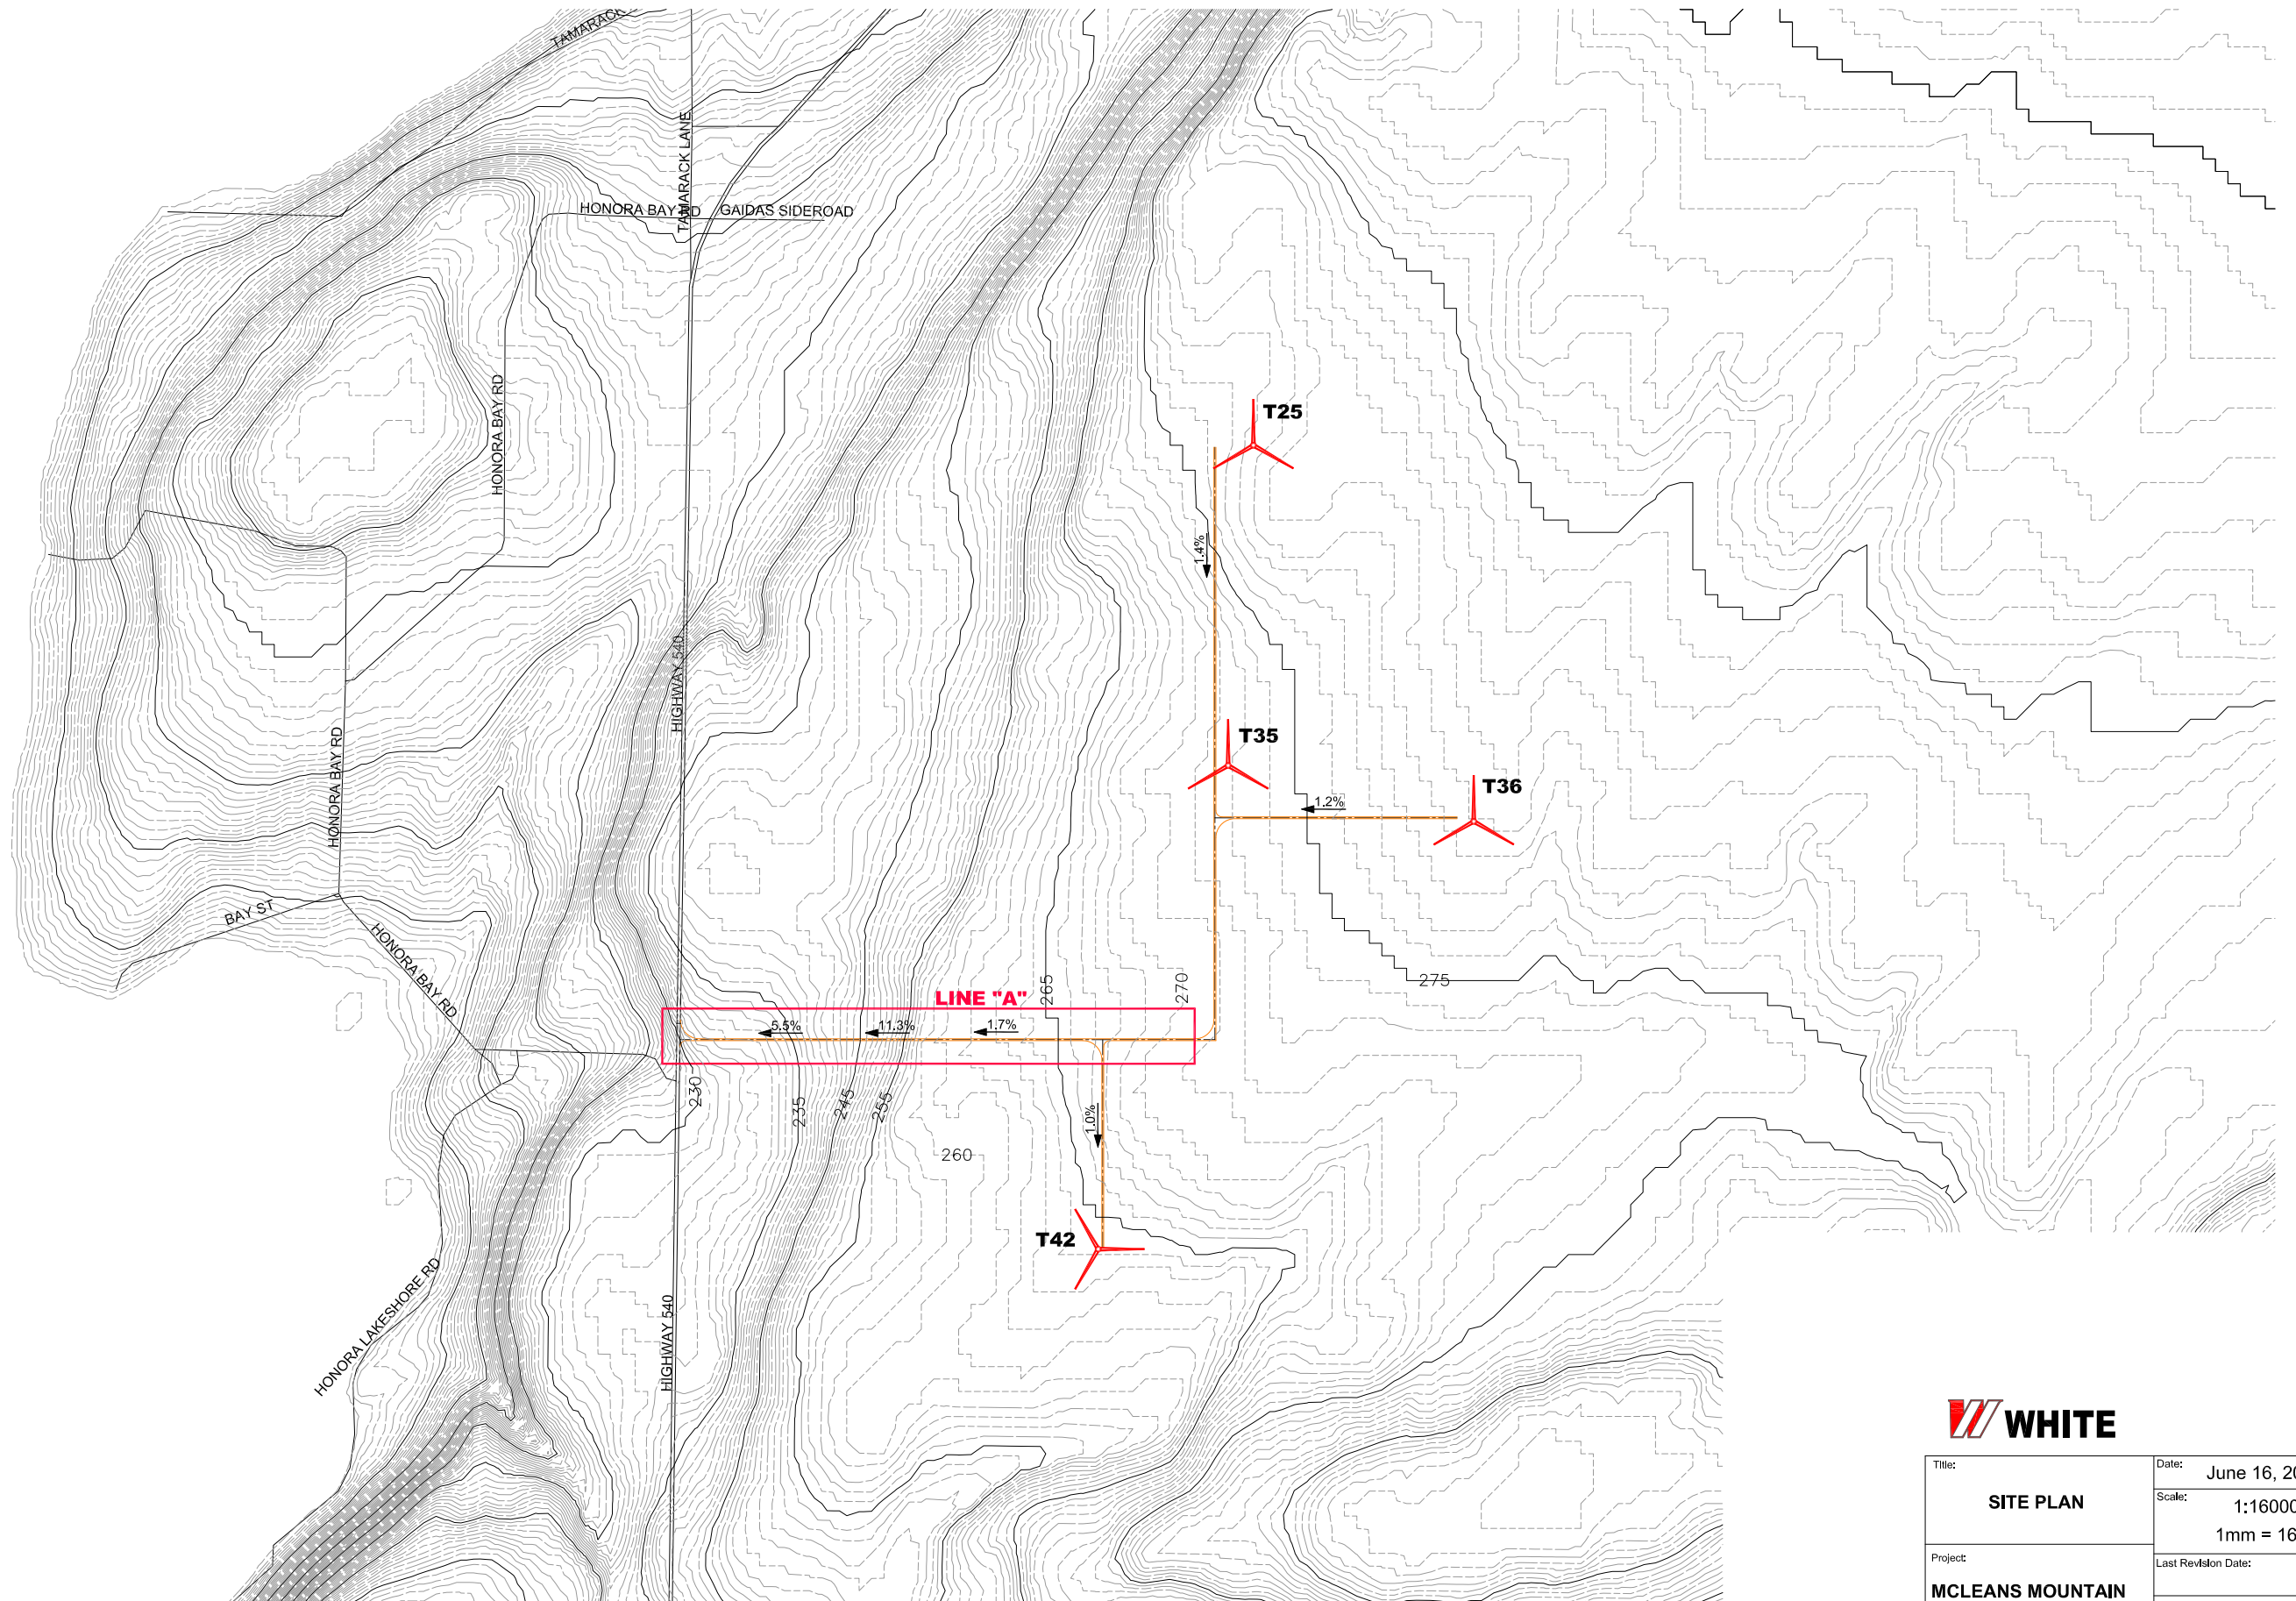 TAMARACK
TAMARACK LANE
HONORA BAY RD
GAIDAS SIDEROAD
HONORA BAY RD
T25
1.4%
HIGHWAY 540
HONORA BAY RD
T35
T36
1.2%
BAY ST
HONORA BAY RD
275
265
270
LINE "A"
5.5%
11.3%
1.7%
230
235
245
255
1.0%
260
T42
HONORA LAKESHORE RD
HIGHWAY 540
WHITE
Title:
SITE PLAN
Date:
June 16, 20
Scale:
1:16000
1mm = 16
Project:
MCLEANS MOUNTAIN
Last Revision Date: